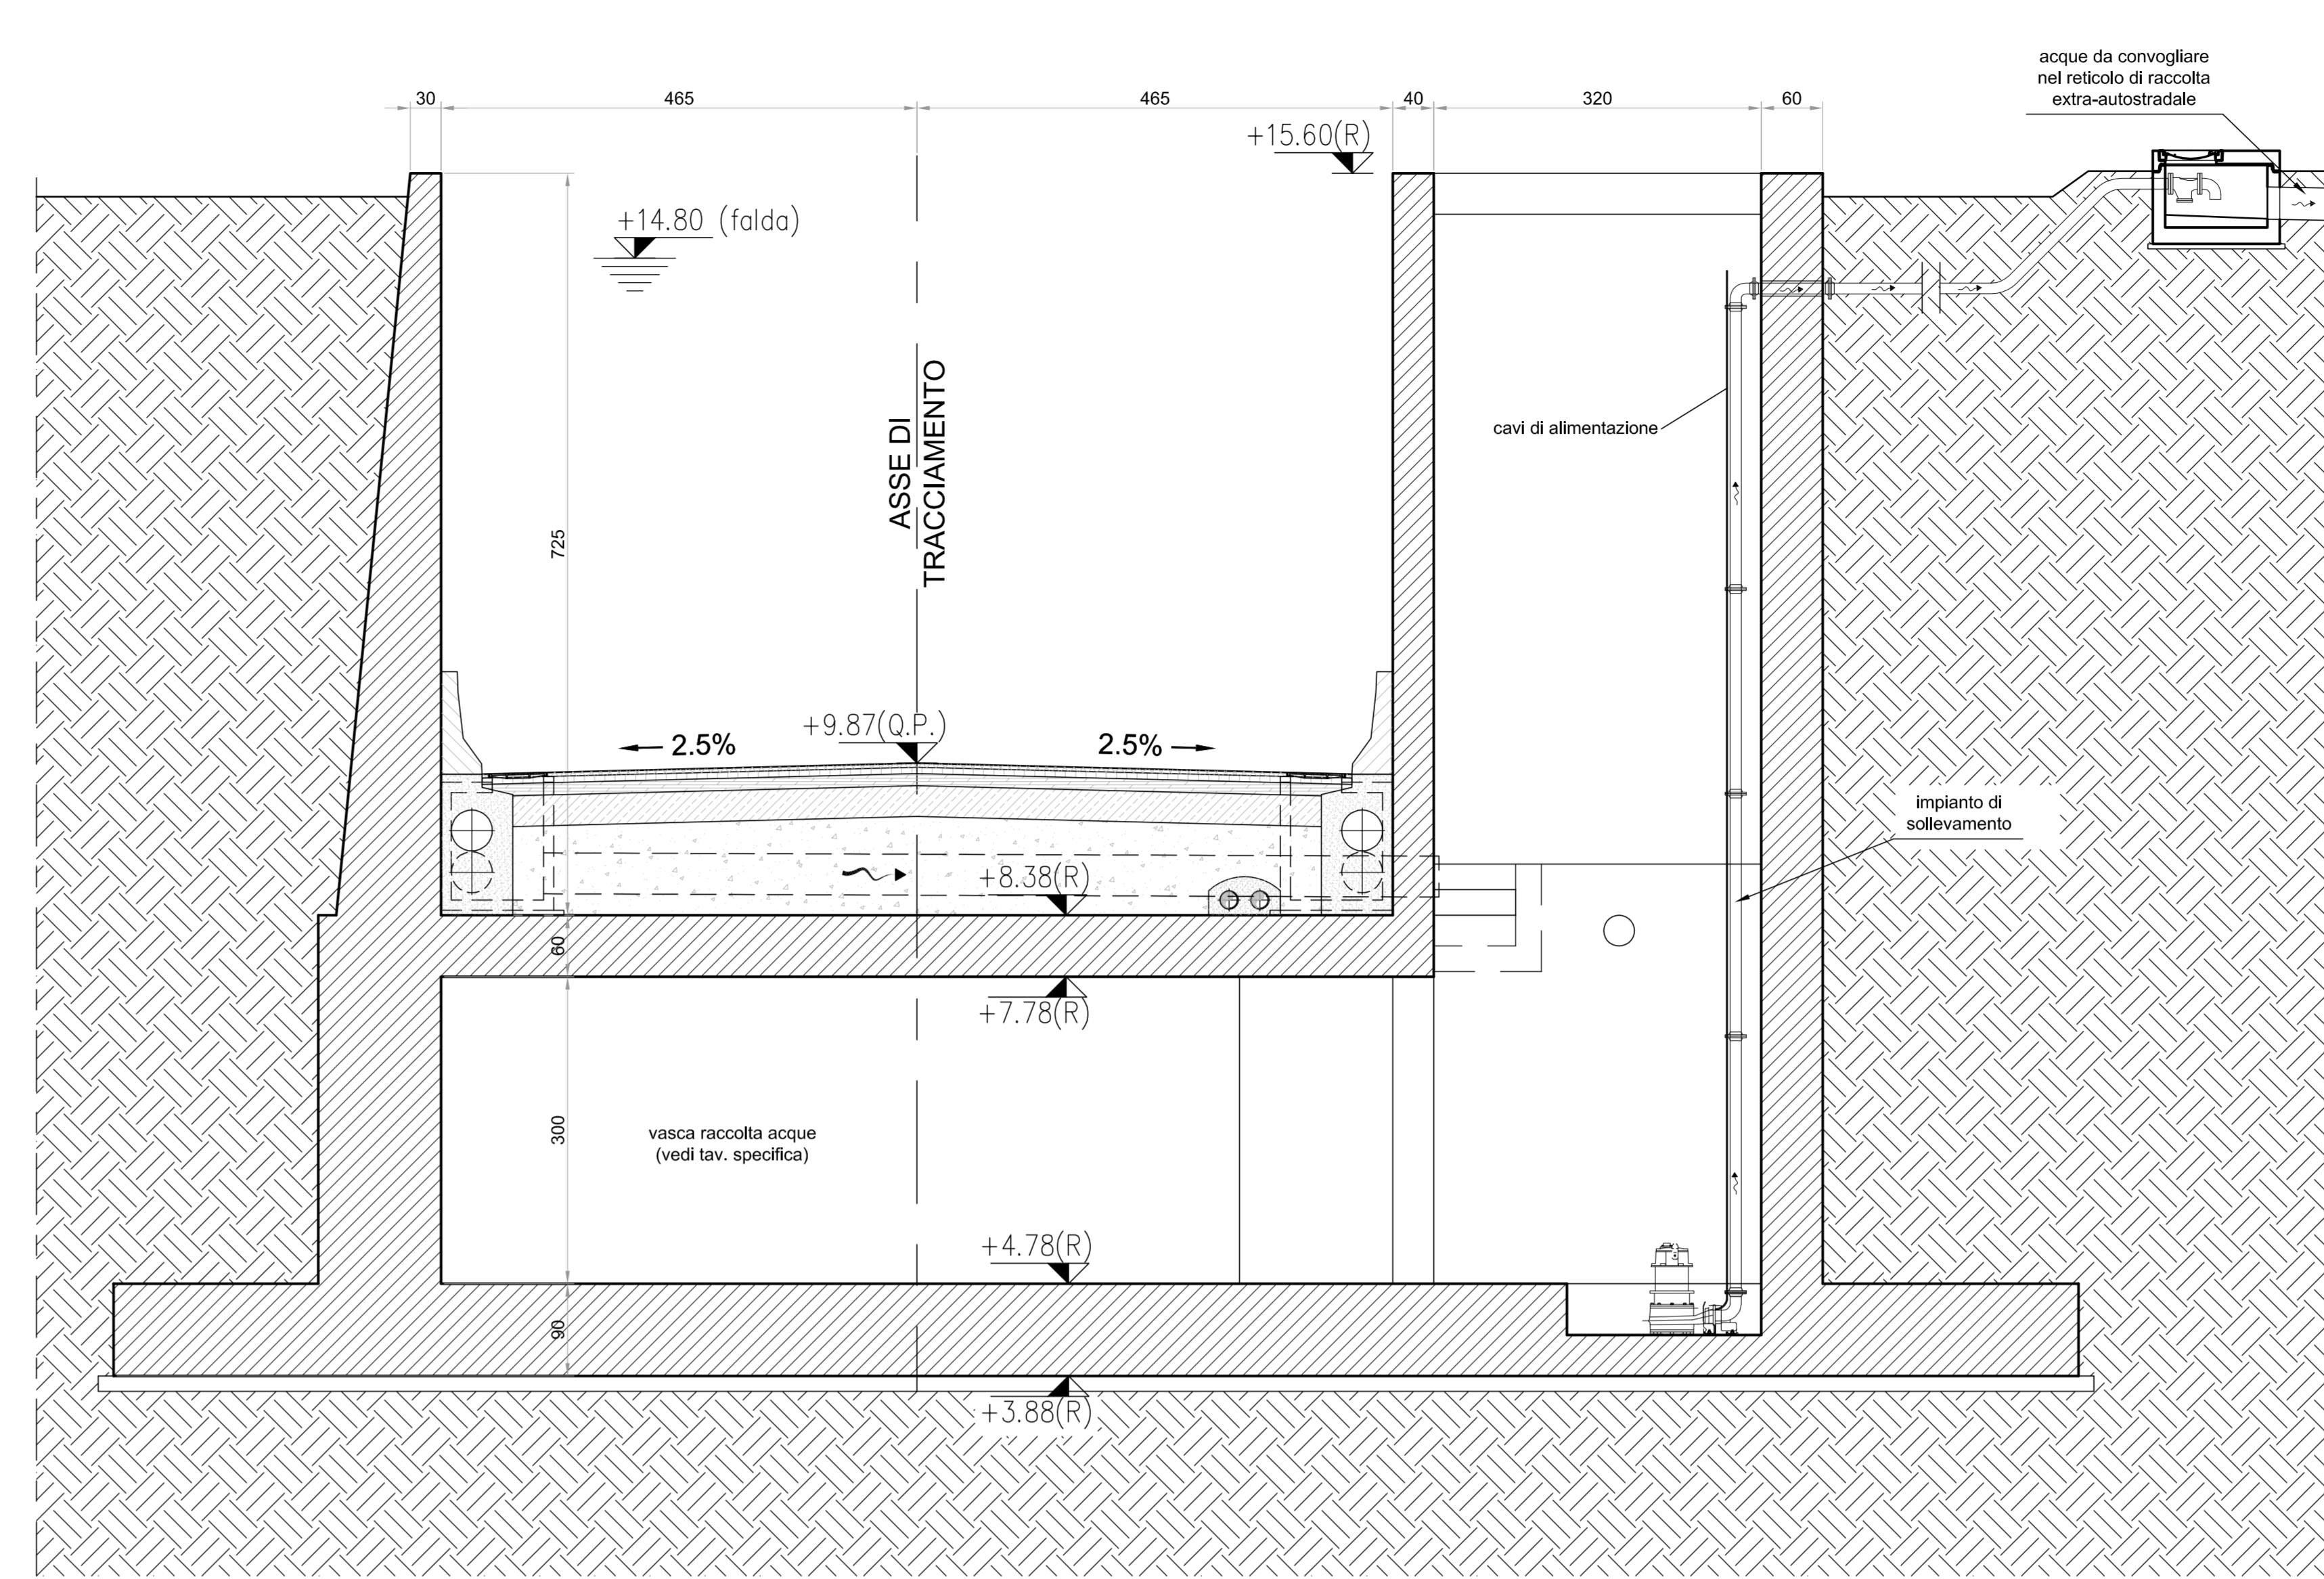 acque da convogliare
nel reticolo di raccolta
extra-autostradale
30
465
465
40
320
60
+15.60(R)
+14.80 (falda)
ASSE DI
TRACCIAMENTO
cavi di alimentazione
725
+9.87(Q.P.)
2.5%
2.5%
impianto di
sollevamento
+8.38(R)
60
+7.78(R)
300
vasca raccolta acque
(vedi tav. specifica)
+4.78(R)
90
+3.88(R)